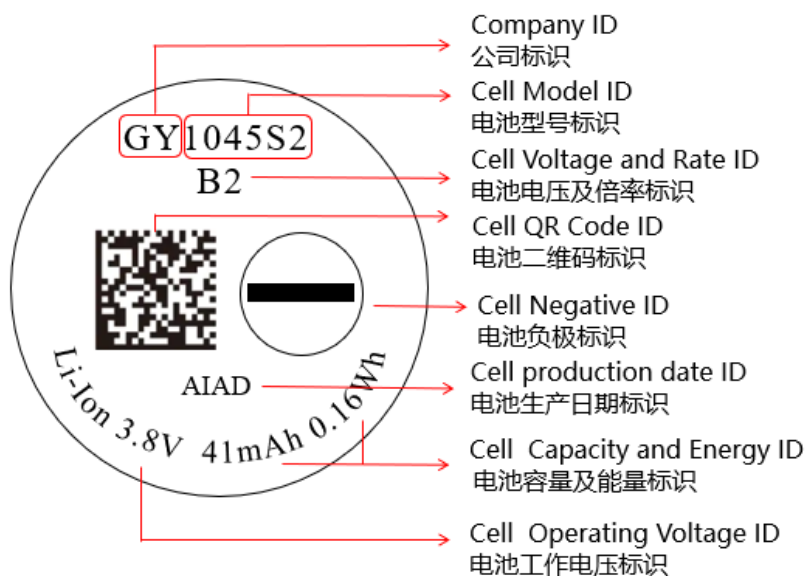 Company ID
公司标识
Cell Model ID
电池型号标识
GY 1045S2
Cell Voltage and Rate ID
电池电压及倍率标识
B2
Cell QR Code ID
电池二维码标识
Cell Negative ID
电池负极标识
Cell production date ID
电池生产日期标识
AIAD
Li-Ion 3.8V 41mAh 0.16Wh
Cell Capacity and Energy ID
电池容量及能量标识
Cell Operating Voltage ID
电池工作电压标识